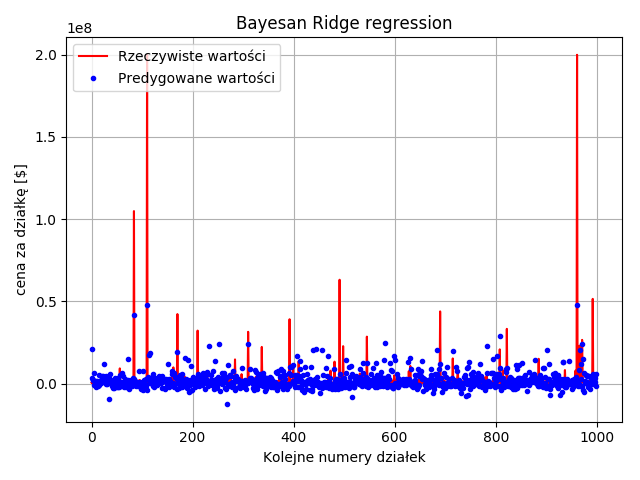 Bayesan Ridge regression
1e8
Rzeczywiste wartości
Predygowane wartości
2.0
1.5
1.0
0.5
0.0
cena za działkę [$]
0 200 400 600 800 1000
Kolejne numery działek